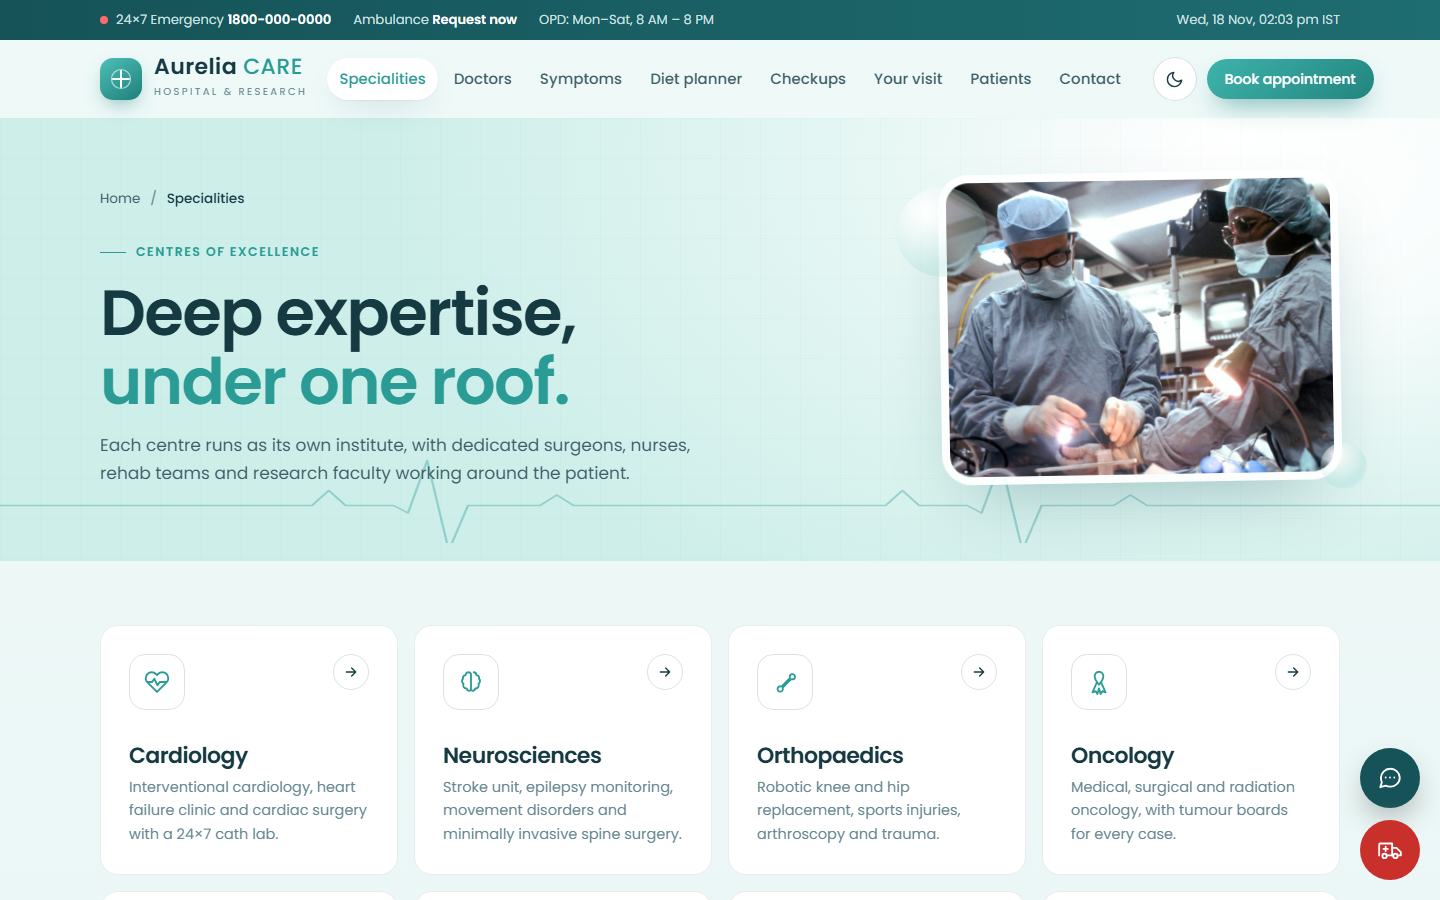 24×7 Emergency 1800-000-0000 Ambulance Request now OPD: Mon–Sat, 8 AM – 8 PM Wed, 18 Nov, 02:03 pm IST
Aurelia CARE
HOSPITAL & RESEARCH
Specialities Doctors Symptoms Diet planner Checkups Your visit Patients Contact Book appointment
Home / Specialities
CENTRES OF EXCELLENCE
Deep expertise,
under one roof.
Each centre runs as its own institute, with dedicated surgeons, nurses,
rehab teams and research faculty working around the patient.
Cardiology
Interventional cardiology, heart
failure clinic and cardiac surgery
with a 24×7 cath lab.
Neurosciences
Stroke unit, epilepsy monitoring,
movement disorders and
minimally invasive spine surgery.
Orthopaedics
Robotic knee and hip
replacement, sports injuries,
arthroscopy and trauma.
Oncology
Medical, surgical and radiation
oncology, with tumour boards
for every case.